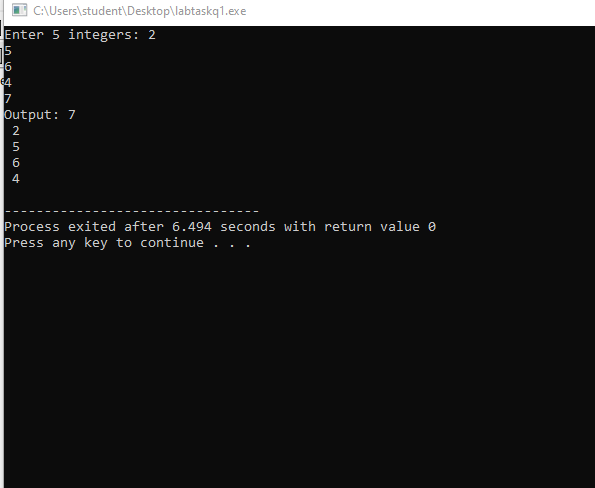 C:\Users\student\Desktop\labtaskq1.exe
Enter 5 integers: 2
5
6
4
7
Output: 7
2
5
6
4
--------------------------------
Process exited after 6.494 seconds with return value 0
Press any key to continue . . .